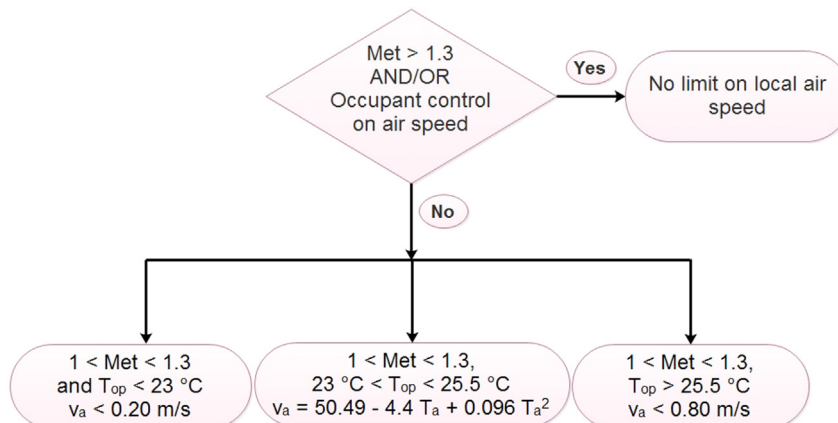 Met > 1.3
AND/OR
Occupant control
on air speed
Yes
No limit on local air
speed
No
1 < Met < 1.3
and Tₒₚ < 23 °C
vₐ < 0.20 m/s
1 < Met < 1.3,
23 °C < Tₒₚ < 25.5 °C
vₐ = 50.49 - 4.4 Tₐ + 0.096 Tₐ²
1 < Met < 1.3,
Tₒₚ > 25.5 °C
vₐ < 0.80 m/s